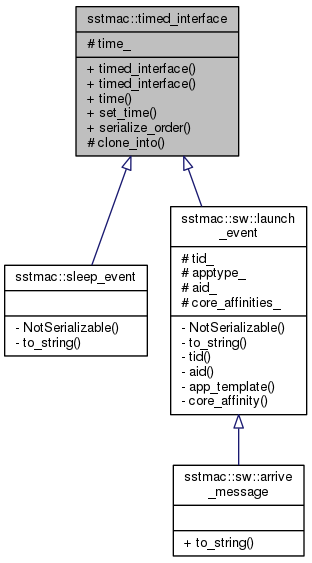 sstmac::timed_interface
# time_
+ timed_interface()
+ timed_interface()
+ time()
+ set_time()
+ serialize_order()
# clone_into()
sstmac::sleep_event
- NotSerializable()
- to_string()
sstmac::sw::launch
_event
# tid_
# apptype_
# aid_
# core_affinities_
- NotSerializable()
- to_string()
- tid()
- aid()
- app_template()
- core_affinity()
sstmac::sw::arrive
_message
+ to_string()